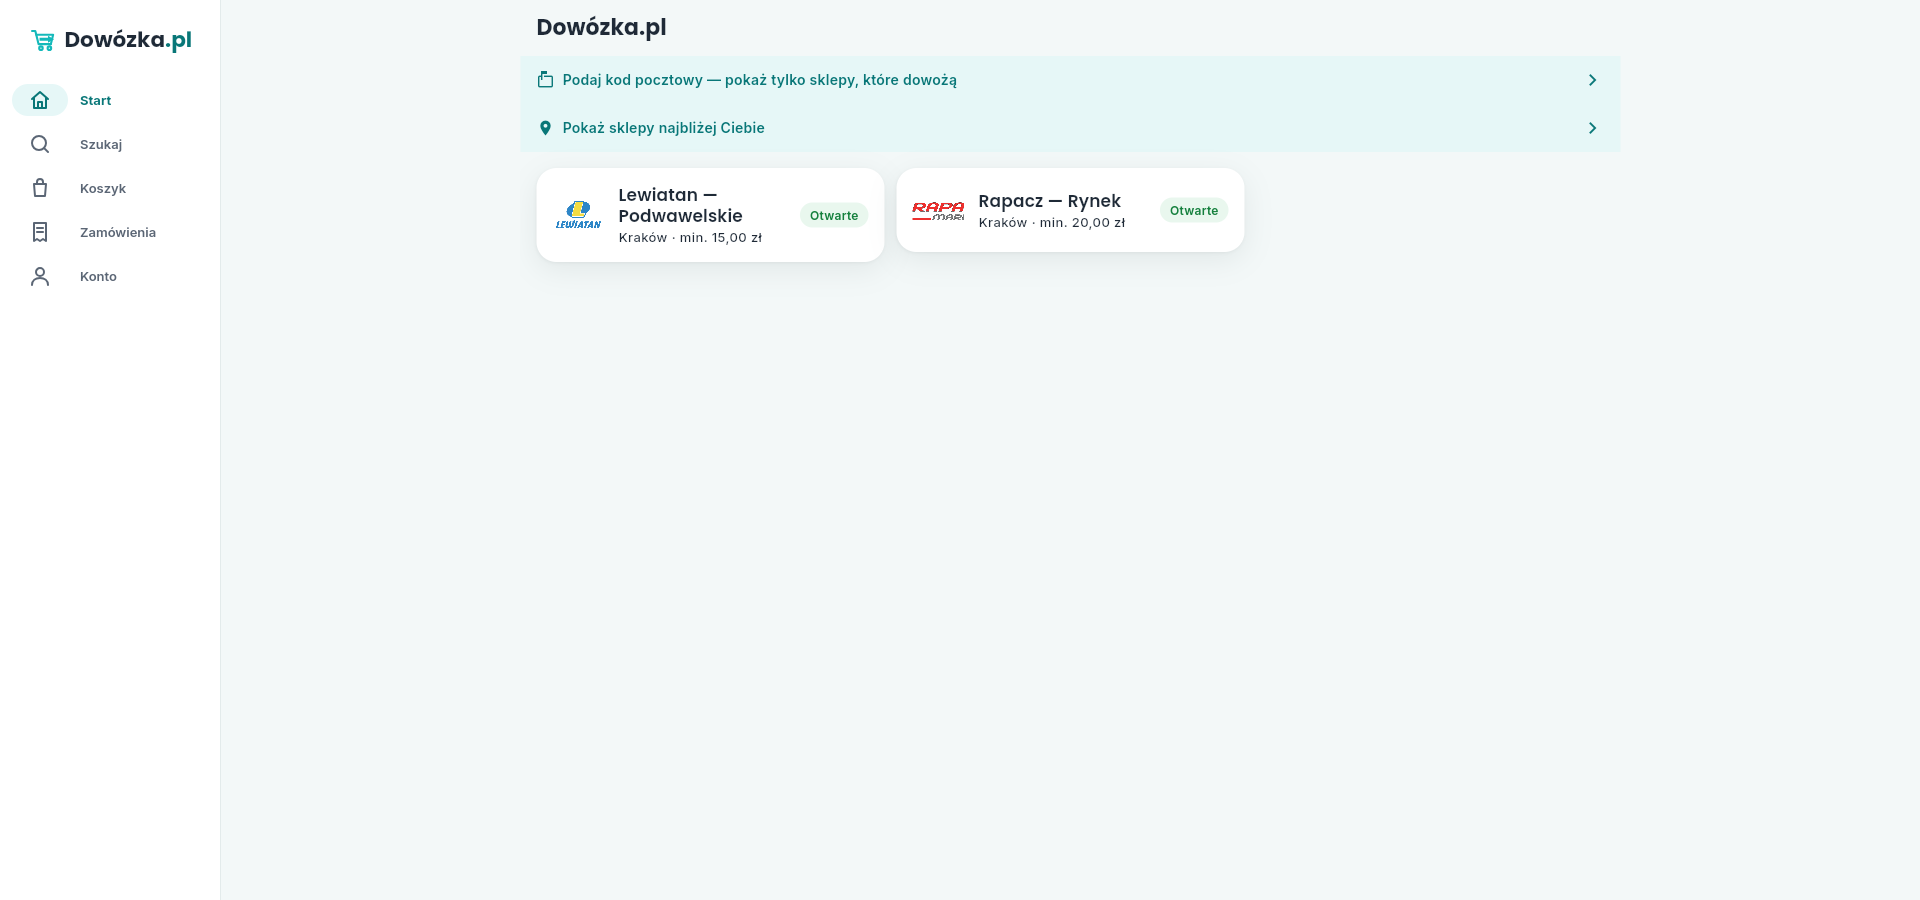 Dowózka.pl
Start
Szukaj
Koszyk
Zamówienia
Konto
Dowózka.pl
Podaj kod pocztowy — pokaż tylko sklepy, które dowożą
Pokaż sklepy najbliżej Ciebie
LEWIATAN
Lewiatan —
Podwawelskie
Kraków · min. 15,00 zł
Otwarte
RAPA
Rapacz — Rynek
Kraków · min. 20,00 zł
Otwarte